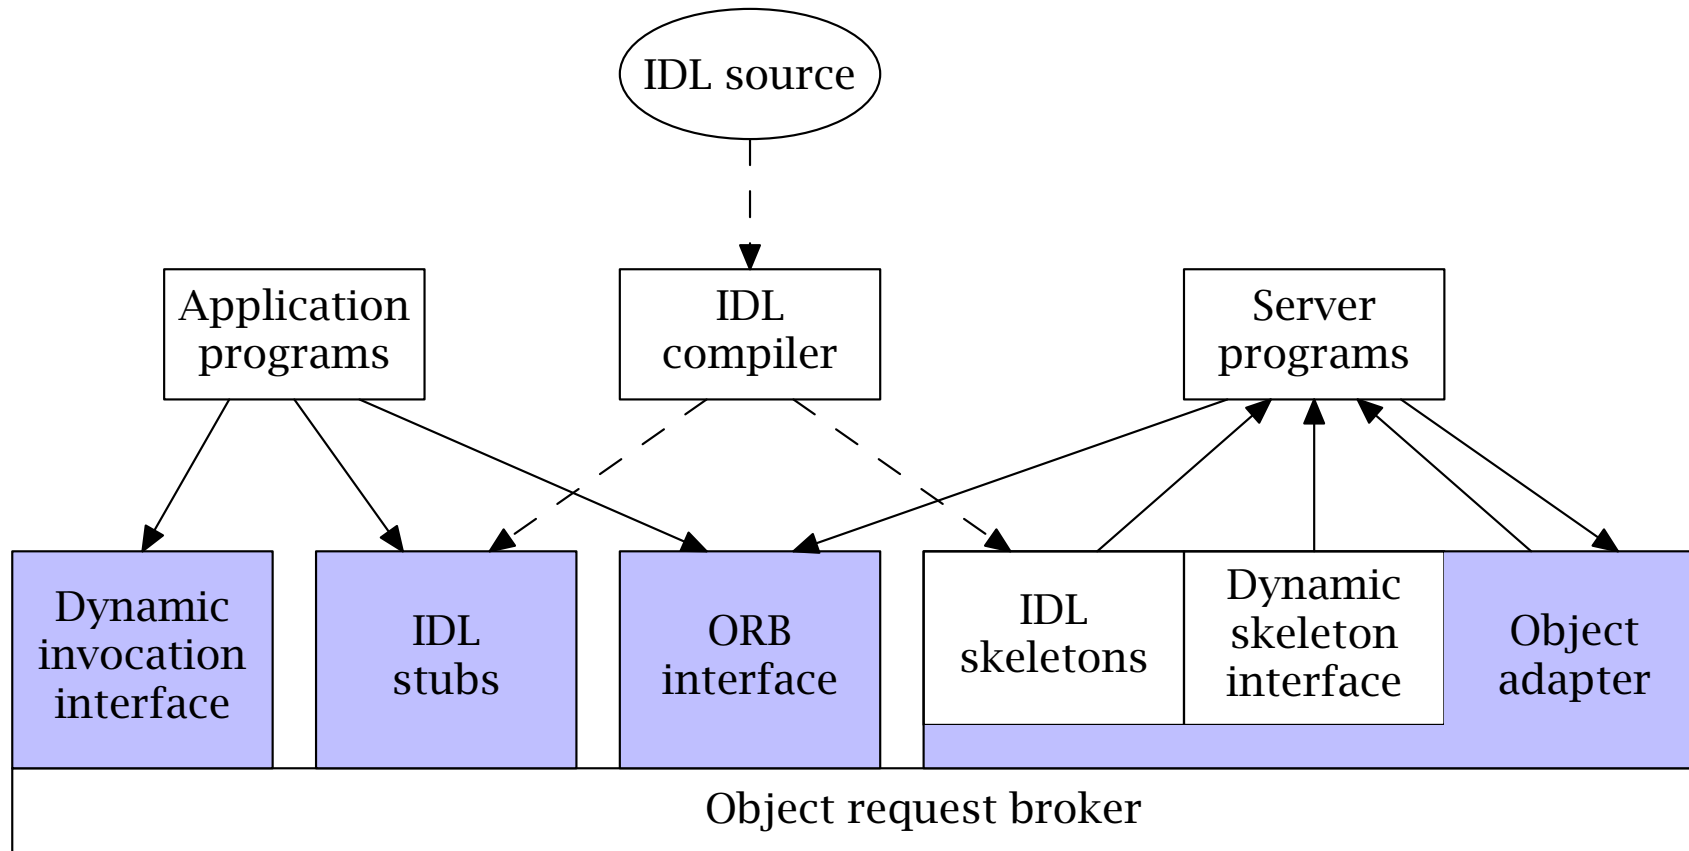 IDL source
Application
programs
IDL
compiler
Server
programs
Dynamic
invocation
interface
IDL
stubs
ORB
interface
IDL
skeletons
Dynamic
skeleton
interface
Object
adapter
Object request broker